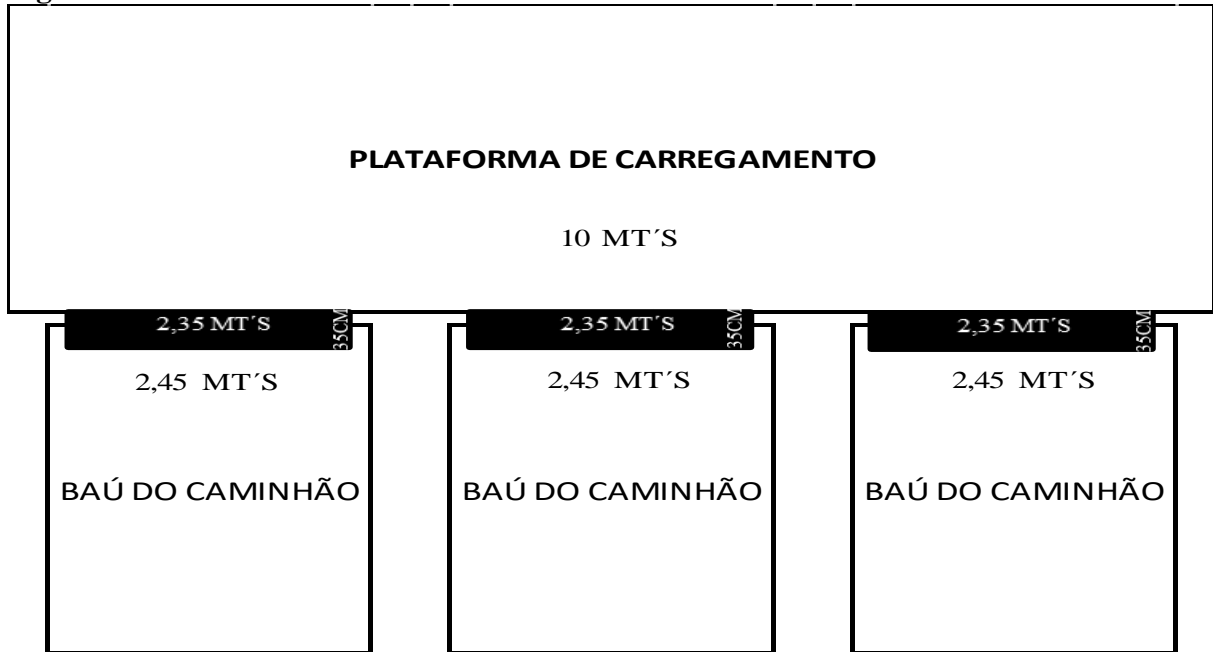 PLATAFORMA DE CARREGAMENTO
10 MT´S
2,35 MT´S
35CM
2,35 MT´S
35CM
2,35 MT´S
35CM
2,45 MT´S
2,45 MT´S
2,45 MT´S
BAÚ DO CAMINHÃO
BAÚ DO CAMINHÃO
BAÚ DO CAMINHÃO